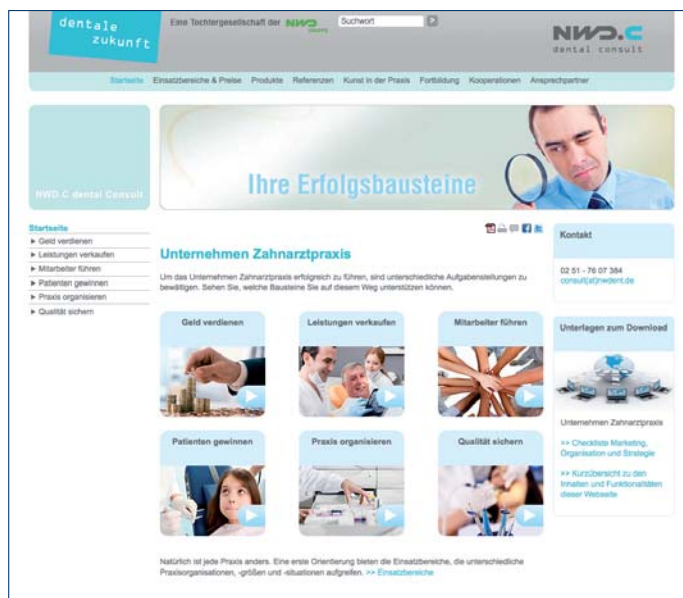 dentale
zukunft
Eine Tochtergesellschaft der NWD
GRUPPE
Suchwort
NWD.C
dental consult
Startseite Einsatzbereiche & Preise Produkte Referenzen Kunst in der Praxis Fortbildung Kooperationen Ansprechpartner
NWD.C dental Consult
Ihre Erfolgsbausteine
Startseite
Geld verdienen
Leistungen verkaufen
Mitarbeiter führen
Patienten gewinnen
Praxis organisieren
Qualität sichern
Unternehmen Zahnarztpraxis
Um das Unternehmen Zahnarztpraxis erfolgreich zu führen, sind unterschiedliche Aufgabenstellungen zu
bewältigen. Sehen Sie, welche Bausteine Sie auf diesem Weg unterstützen können.
Geld verdienen
Leistungen verkaufen
Mitarbeiter führen
Patienten gewinnen
Praxis organisieren
Qualität sichern
Natürlich ist jede Praxis anders. Eine erste Orientierung bieten die Einsatzbereiche, die unterschiedliche
Praxisorganisationen, -größen und -situationen aufgreifen. >> Einsatzbereiche
Kontakt
02 51 - 76 07 384
consult(at)nwdent.de
Unterlagen zum Download
Unternehmen Zahnarztpraxis
>> Checkliste Marketing,
Organisation und Strategie
>> Kurzübersicht zu den
Inhalten und Funktionalitäten
dieser Webseite